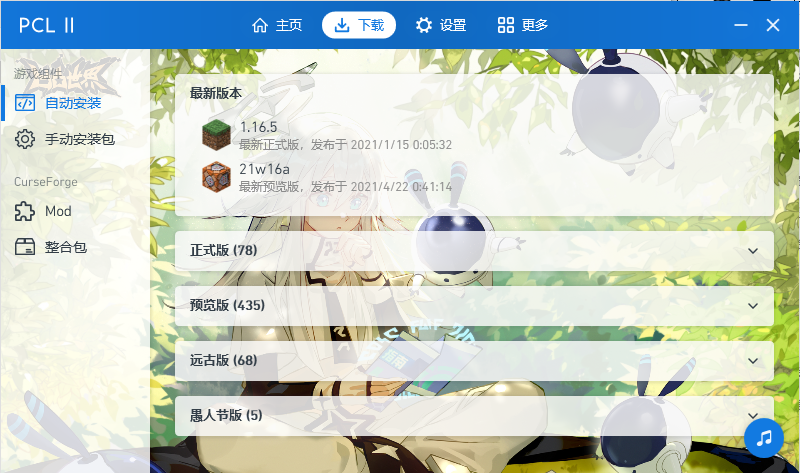 PCL II
主页
下载
设置
更多
游戏组件
自动安装
手动安装包
CurseForge
Mod
整合包
最新版本
1.16.5
最新正式版，发布于 2021/1/15 0:05:32
21w16a
最新预览版，发布于 2021/4/22 0:41:14
正式版 (78)
预览版 (435)
远古版 (68)
愚人节版 (5)